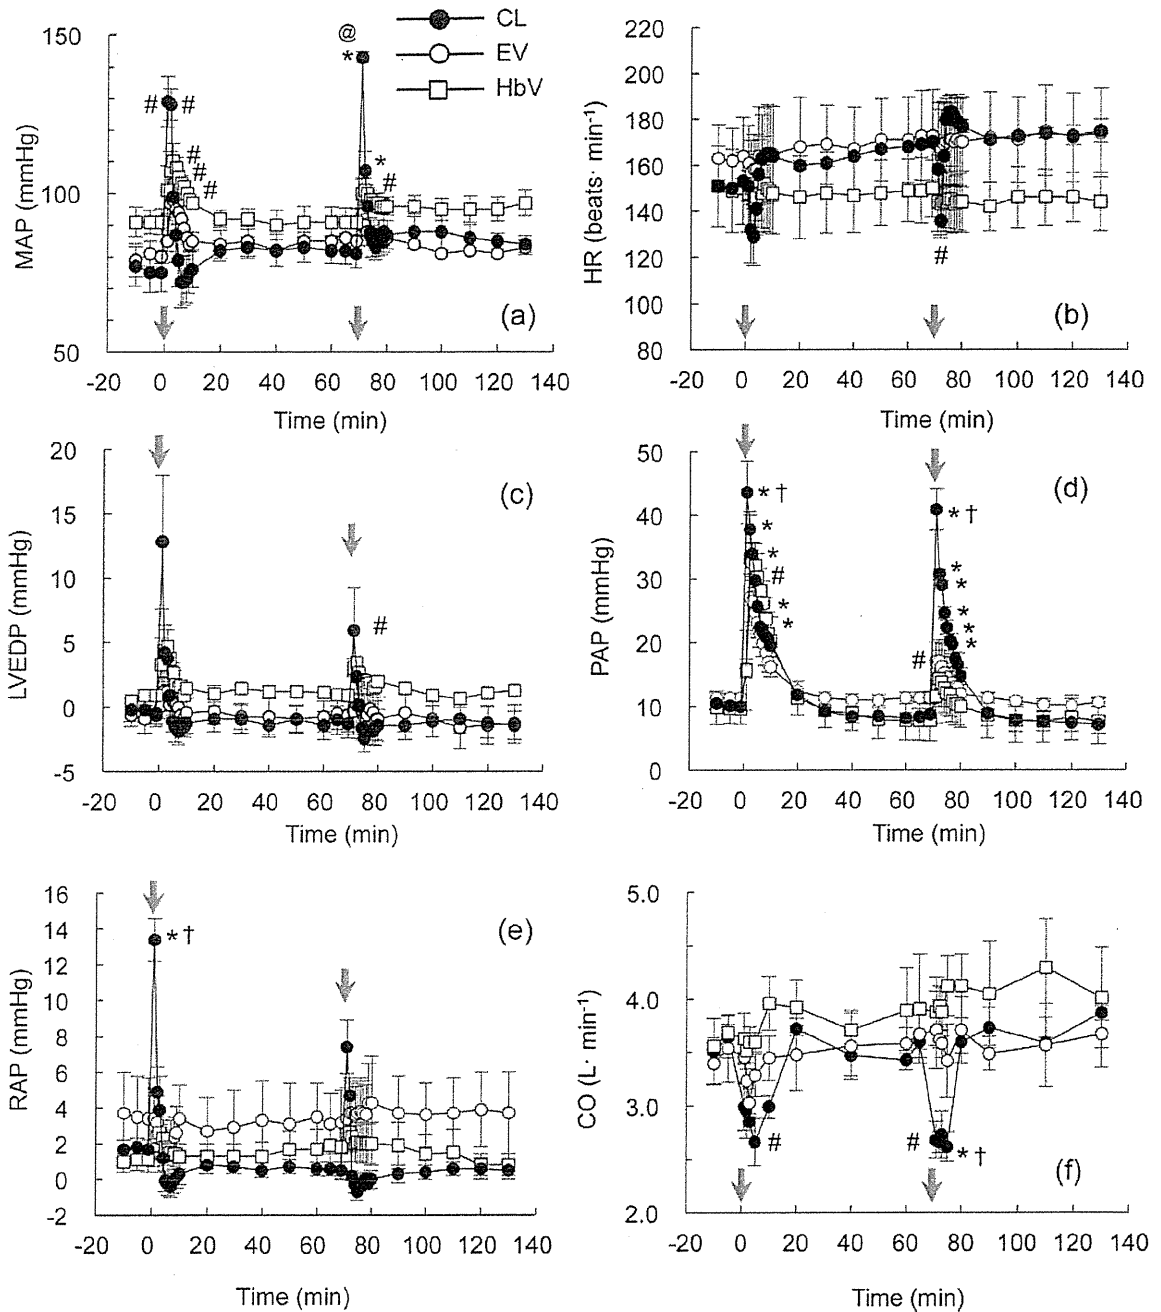 CL
EV
HbV
MAP (mmHg)
150
100
50
@
*
# #
#
#
#
*
#
(a)
-20 0 20 40 60 80 100 120 140
Time (min)
HR (beats· min-1)
220
200
180
160
140
120
100
80
#
(b)
-20 0 20 40 60 80 100 120 140
Time (min)
LVEDP (mmHg)
20
15
10
5
0
-5
#
(c)
-20 0 20 40 60 80 100 120 140
Time (min)
PAP (mmHg)
50
40
30
20
10
0
* †
*
*
#
*
*
* †
*
*
*
*
*
#
(d)
-20 0 20 40 60 80 100 120 140
Time (min)
RAP (mmHg)
16
14
12
10
8
6
4
2
0
-2
* †
(e)
-20 0 20 40 60 80 100 120 140
Time (min)
CO (L· min-1)
5.0
4.0
3.0
2.0
#
#
* †
(f)
-20 0 20 40 60 80 100 120 140
Time (min)